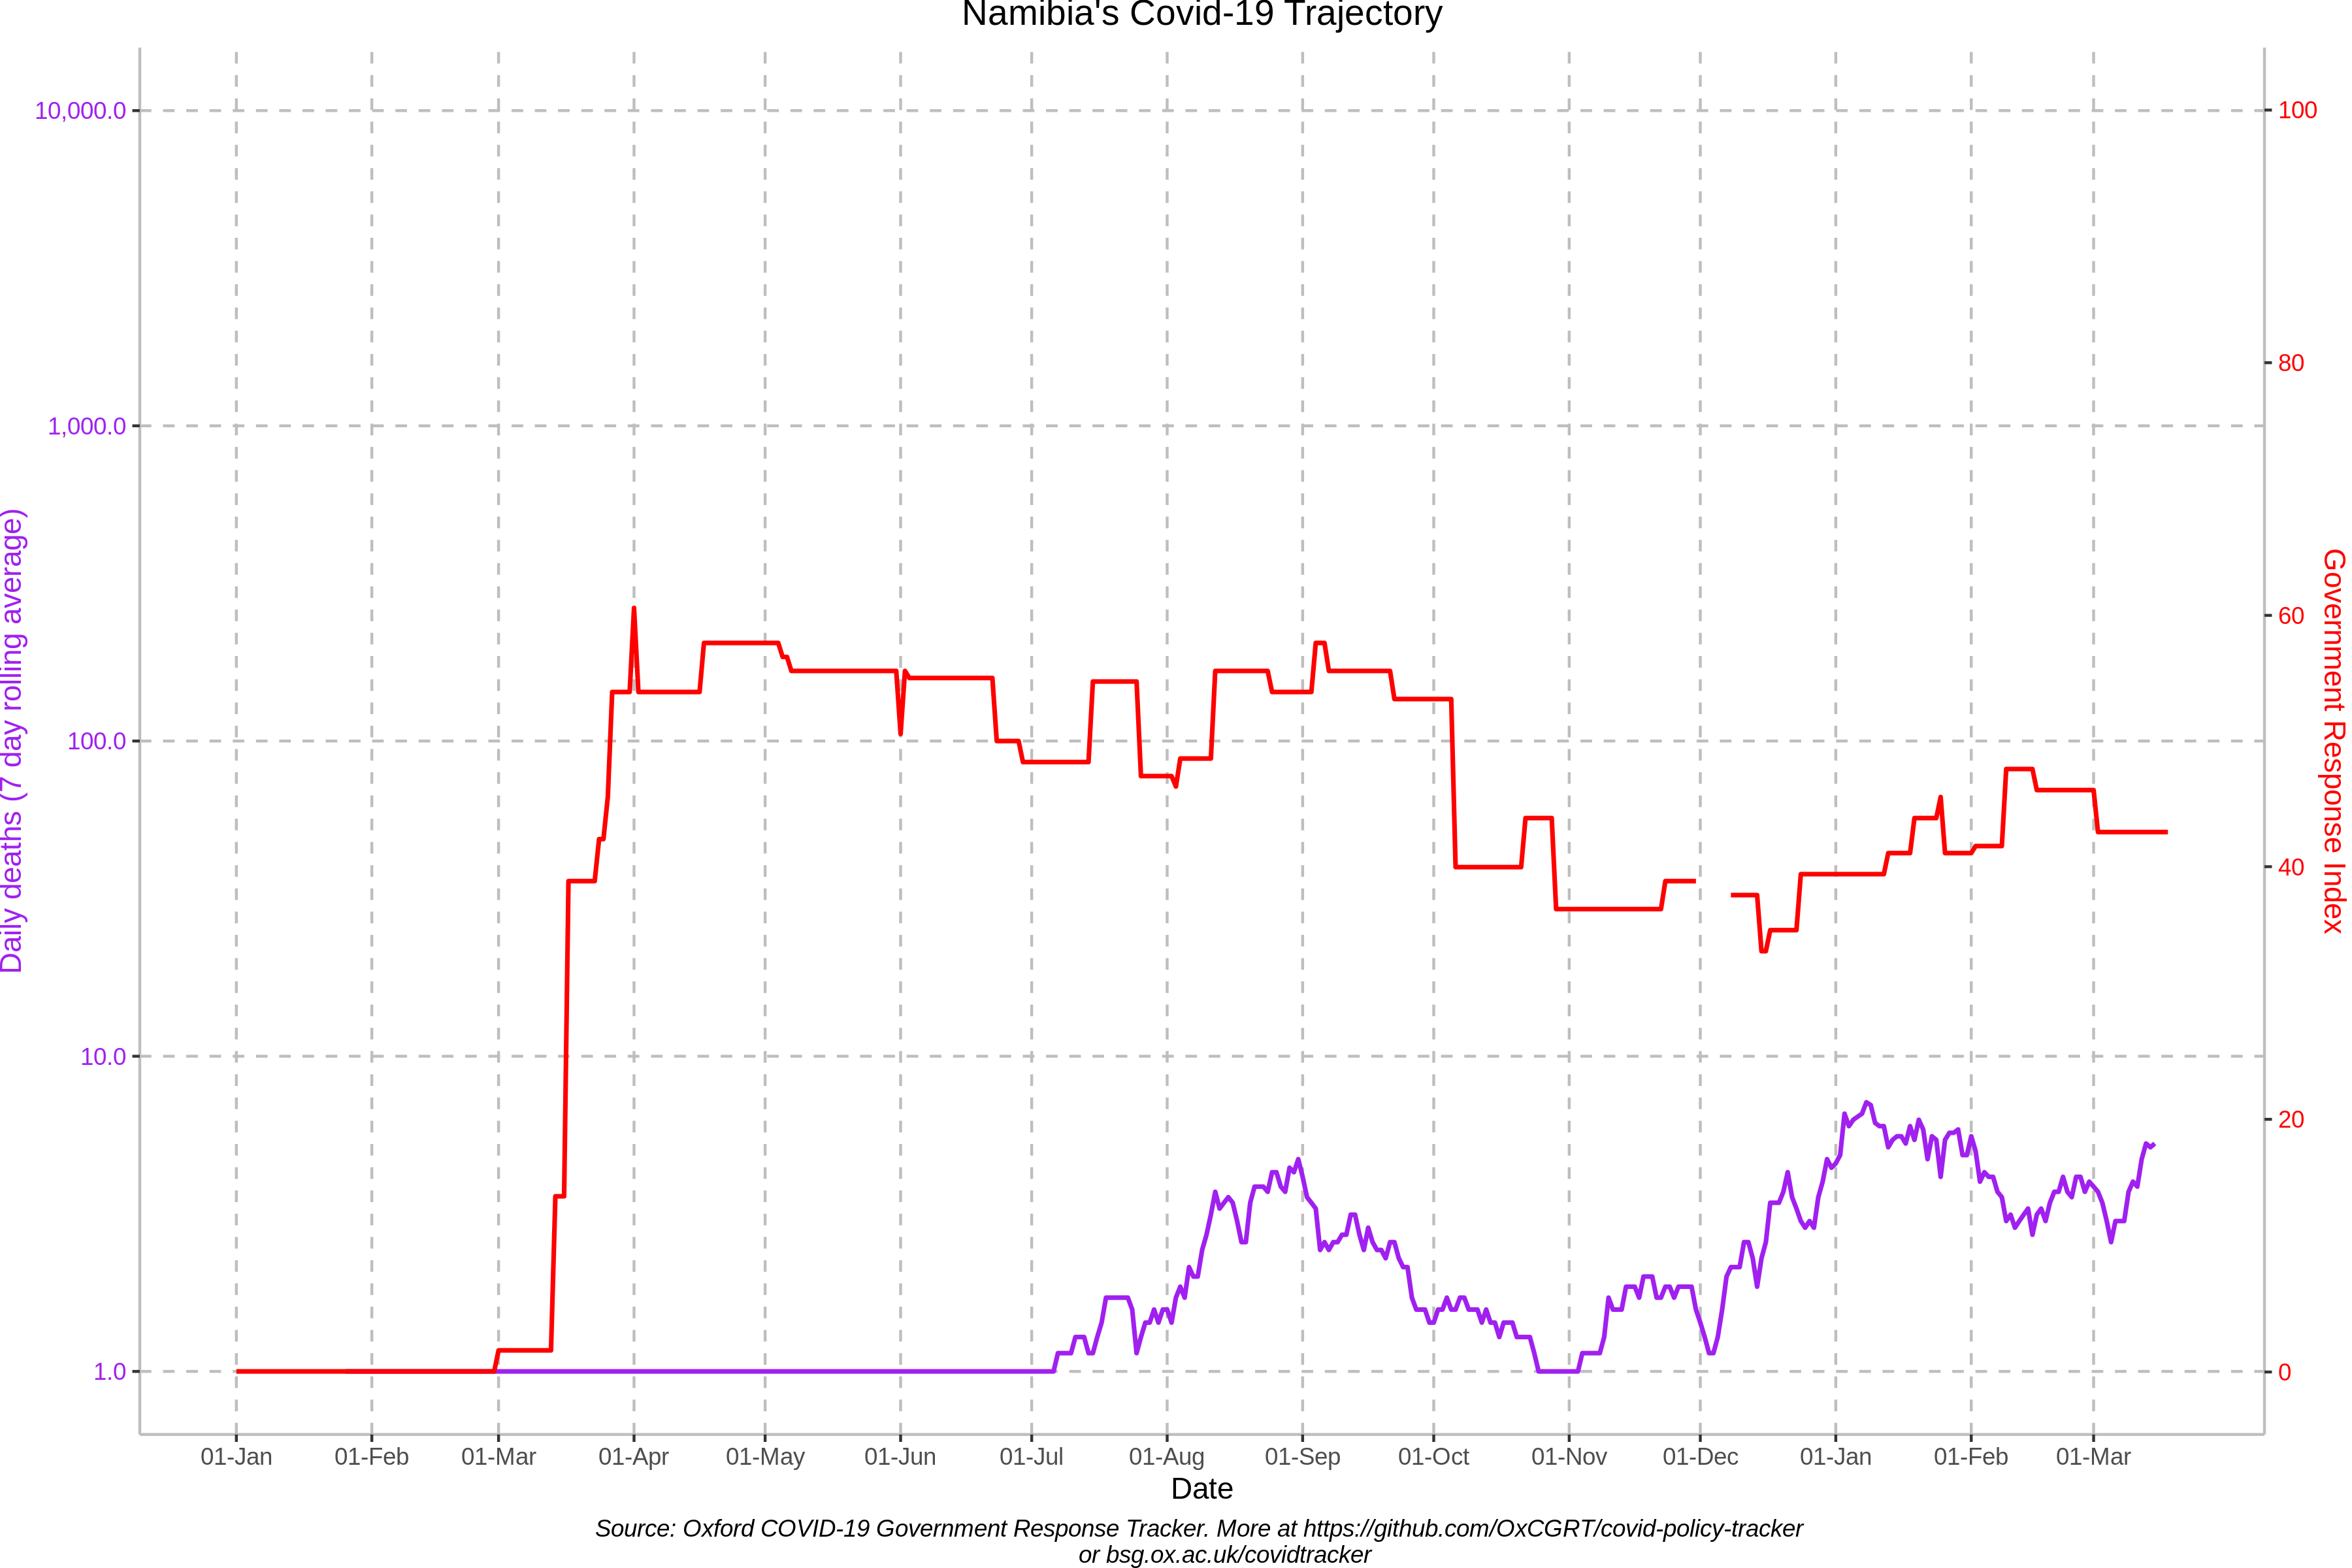 Namibia's Covid-19 Trajectory
10,000.0
1,000.0
100.0
10.0
1.0
Daily deaths (7 day rolling average)
100
80
60
40
20
0
Government Response Index
01-Jan 01-Feb 01-Mar 01-Apr 01-May 01-Jun 01-Jul 01-Aug 01-Sep 01-Oct 01-Nov 01-Dec 01-Jan 01-Feb 01-Mar
Date
Source: Oxford COVID-19 Government Response Tracker. More at https://github.com/OxCGRT/covid-policy-tracker
or bsg.ox.ac.uk/covidtracker